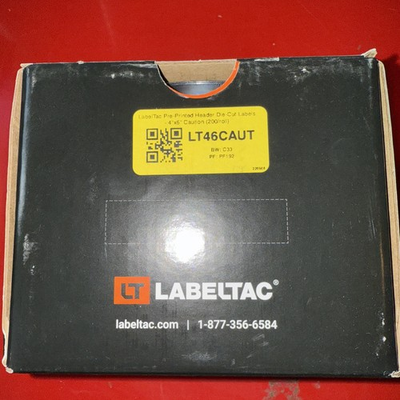 LabelTac Pre-Printed Header Die Cut Labels
4"x6" Caution (200/rol)
LT46CAUT
LT LABELTAC®
labeltac.com | 1-877-356-6584